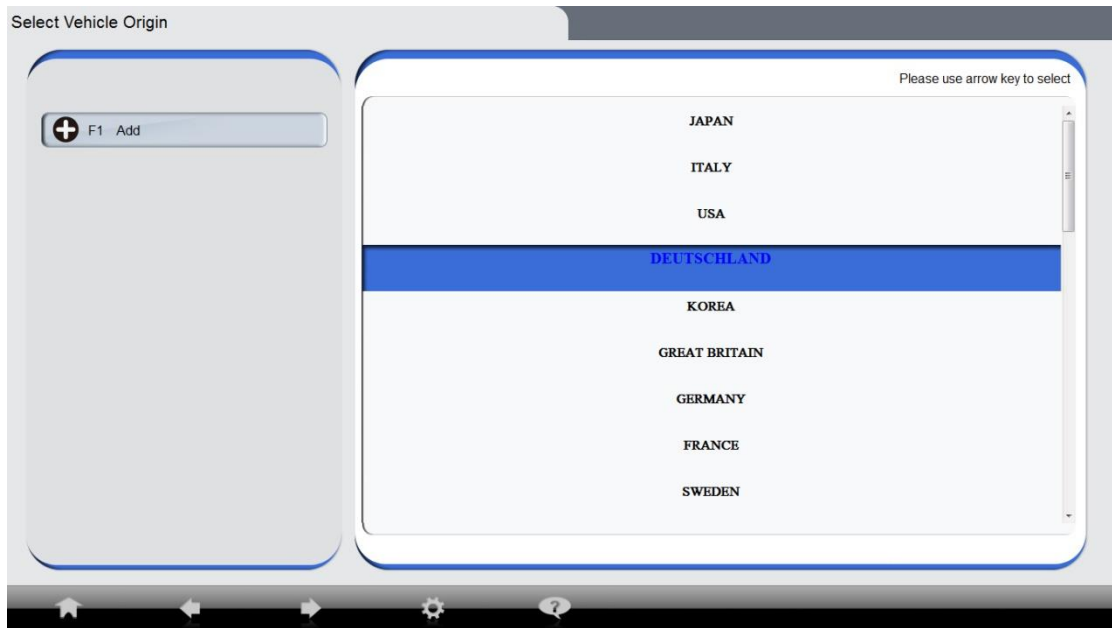 Select Vehicle Origin
Please use arrow key to select
F1 Add
JAPAN
ITALY
USA
DEUTSCHLAND
KOREA
GREAT BRITAIN
GERMANY
FRANCE
SWEDEN
?